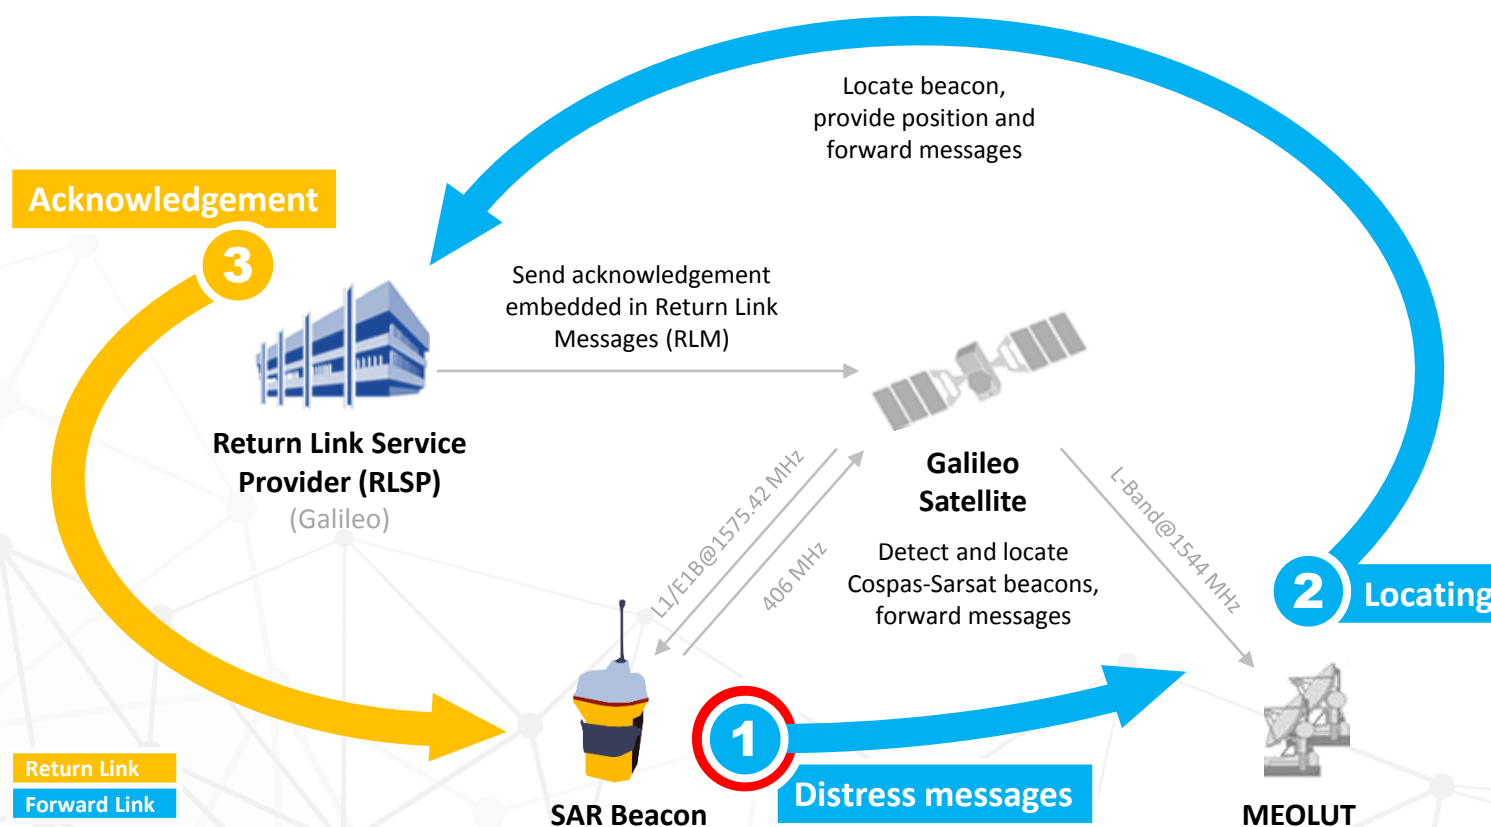 Locate beacon,
provide position and
forward messages
Acknowledgement
3
Send acknowledgement
embedded in Return Link
Messages (RLM)
Return Link Service
Provider (RLSP)
(Galileo)
Galileo
Satellite
Detect and locate
Cospas-Sarsat beacons,
forward messages
L1/E1B@1575.42 MHz
406 MHz
L-Band@1544 MHz
2
Locating
1
Distress messages
Return Link
Forward Link
SAR Beacon
MEOLUT